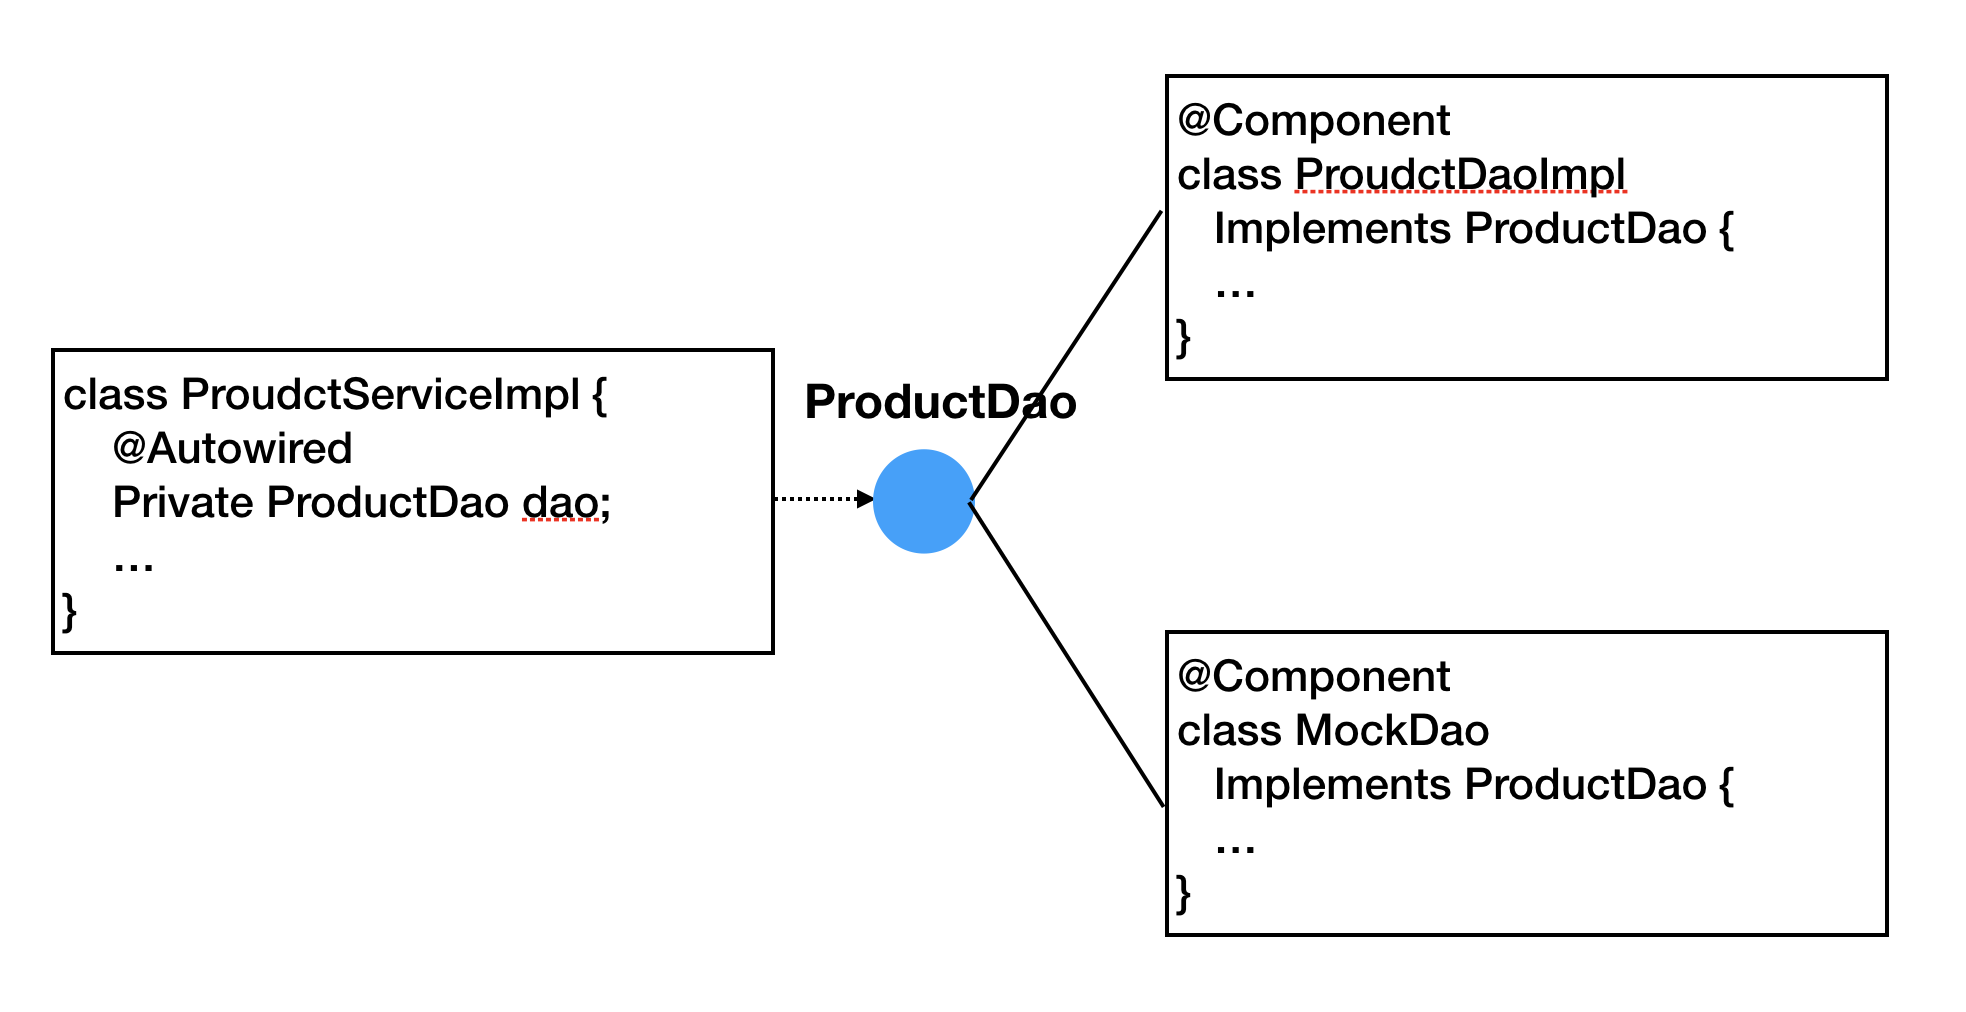 class ProudctServiceImpl {
@Autowired
Private ProductDao dao;
...
}
ProductDao
@Component
class ProudctDaoImpl
Implements ProductDao {
...
}
@Component
class MockDao
Implements ProductDao {
...
}